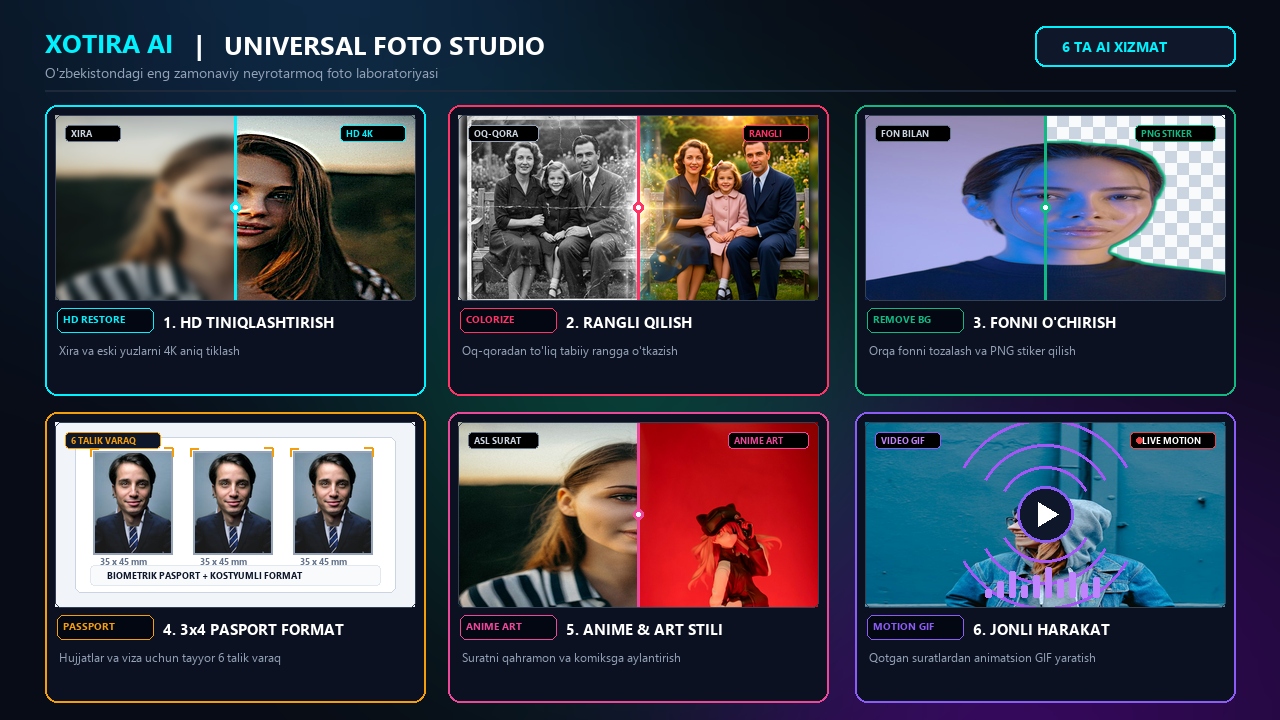 XOTIRA AI | UNIVERSAL FOTO STUDIO
6 TA AI XIZMAT
O'zbekistondagi eng zamonaviy neyrotarmoq foto laboratoriyasi
XIRA
HD 4K
HD RESTORE
1. HD TINIQLASHTIRISH
Xira va eski yuzlarni 4K aniq tiklash
OQ-QORA
RANGLI
COLORIZE
2. RANGLI QILISH
Oq-qoradan to'liq tabiiy rangga o'tkazish
FON BILAN
PNG STIKER
REMOVE BG
3. FONNI O'CHIRISH
Orqa fonni tozalash va PNG stiker qilish
6 TALIK VARAQ
35 x 45 mm
35 x 45 mm
35 x 45 mm
BIOMETRIK PASPORT + KOSTYUMLI FORMAT
PASSPORT
4. 3x4 PASPORT FORMAT
Hujjatlar va viza uchun tayyor 6 talik varaq
ASL SURAT
ANIME ART
ANIME ART
5. ANIME & ART STILI
Suratni qahramon va komiksga aylantirish
VIDEO GIF
LIVE MOTION
MOTION GIF
6. JONLI HARAKAT
Qotgan suratlardan animatsion GIF yaratish